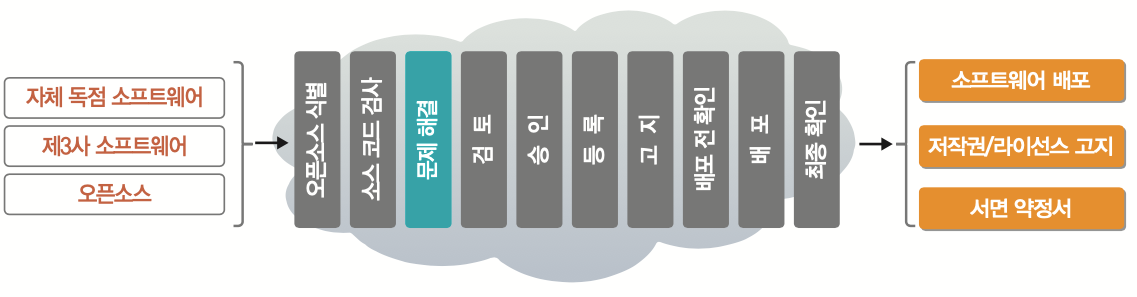 자체 독점 소프트웨어
제3사 소프트웨어
오픈소스
오픈소스 식별
소스 코드 검사
문제 해결
검 토
승 인
등 록
고 지
배포 전 확인
배 포
최종 확인
소프트웨어 배포
저작권/라이선스 고지
서면 약정서